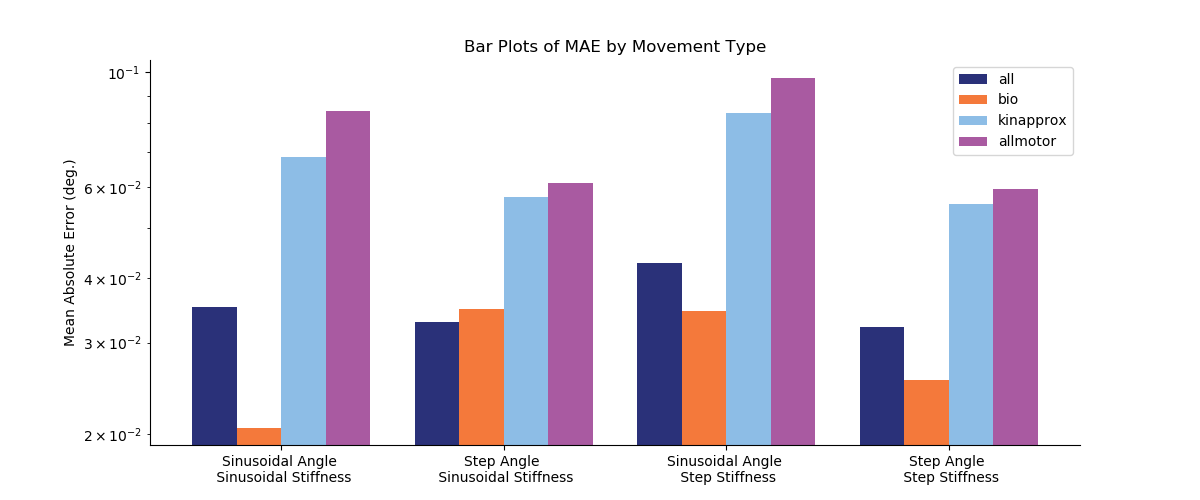 Bar Plots of MAE by Movement Type
Mean Absolute Error (deg.)
10⁻¹
6 × 10⁻²
4 × 10⁻²
3 × 10⁻²
2 × 10⁻²
all
bio
kinapprox
allmotor
Sinusoidal Angle
Sinusoidal Stiffness
Step Angle
Sinusoidal Stiffness
Sinusoidal Angle
Step Stiffness
Step Angle
Step Stiffness